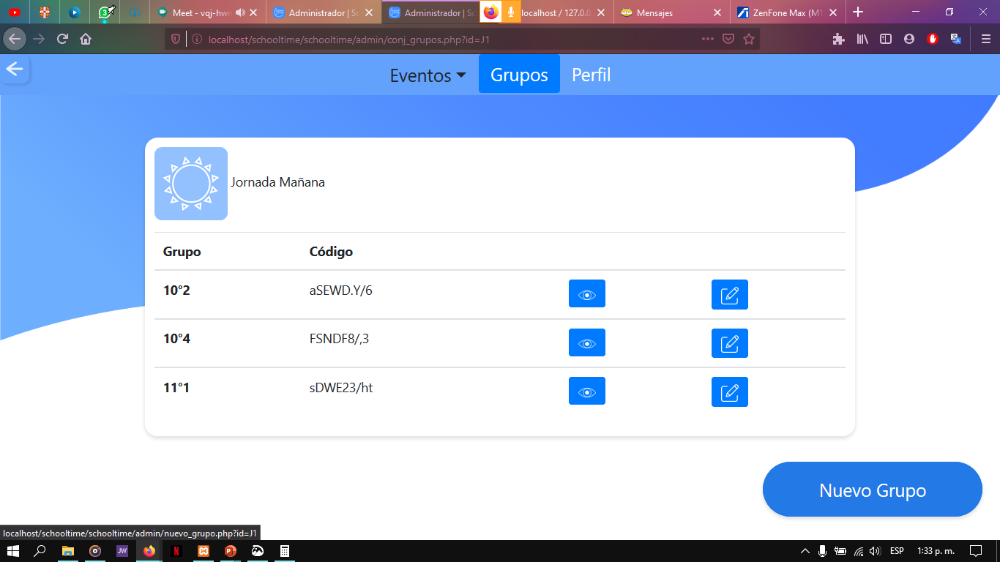 Meet - vqj-hwn
Administrador | Sc
Administrador | Sc
localhost / 127.0.0
Mensajes
ZenFone Max (M1
localhost/schooltime/schooltime/admin/conj_grupos.php?id=J1
Eventos
Grupos
Perfil
Jornada Mañana
Grupo Código
10°2 aSEWD.Y/6
10°4 FSNDF8/,3
11°1 sDWE23/ht
Nuevo Grupo
localhost/schooltime/schooltime/admin/nuevo_grupo.php?id=J1
JW
N
ESP
1:33 p. m.